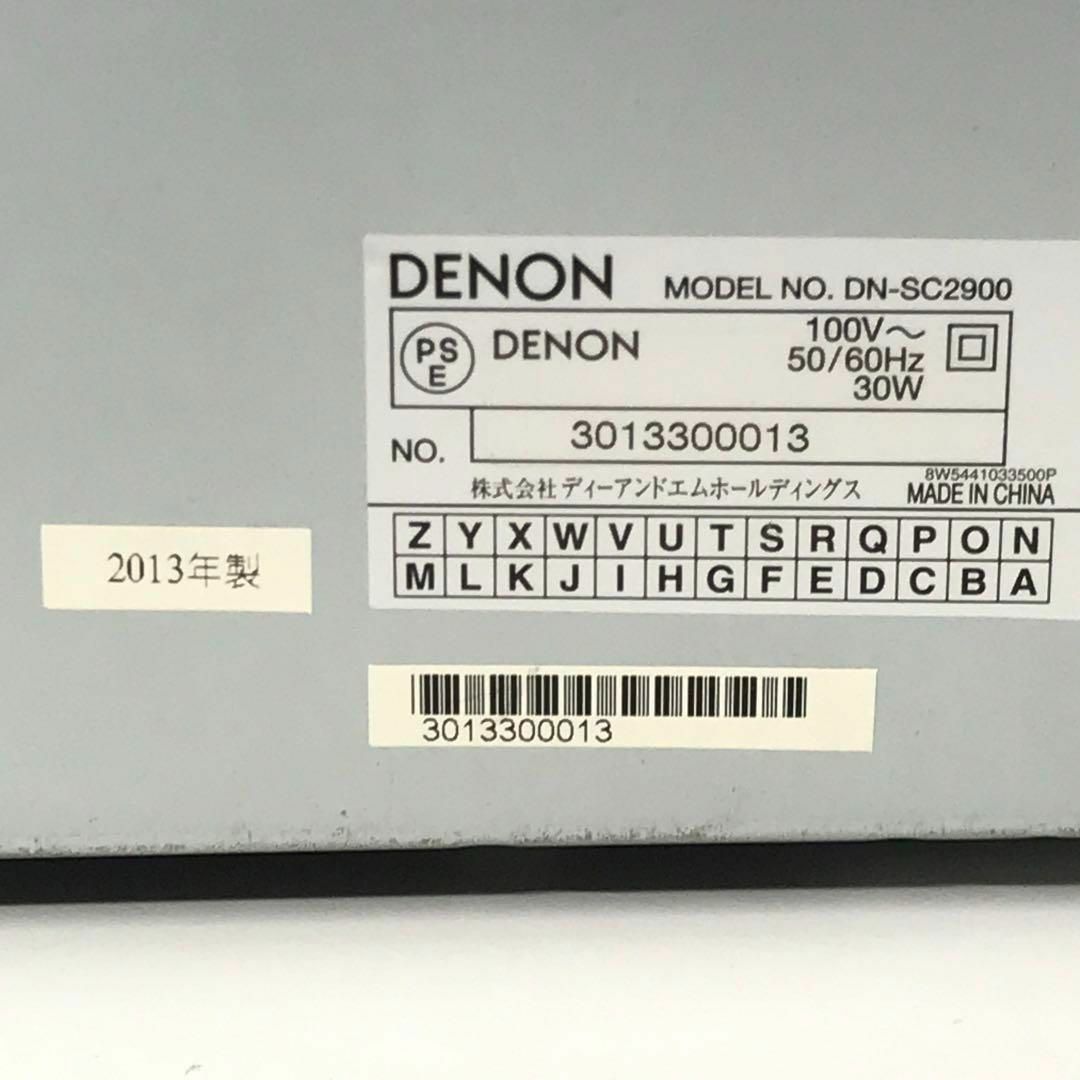 DENON MODEL NO. DN-SC2900
PSE DENON 100V～
50/60Hz
30W
NO. 3013300013
8W5441033500P
株式会社ディーアンドエムホールディングス MADE IN CHINA
Z Y X W V U T S R Q P O N
M L K J I H G F E D C B A
2013年製
3013300013